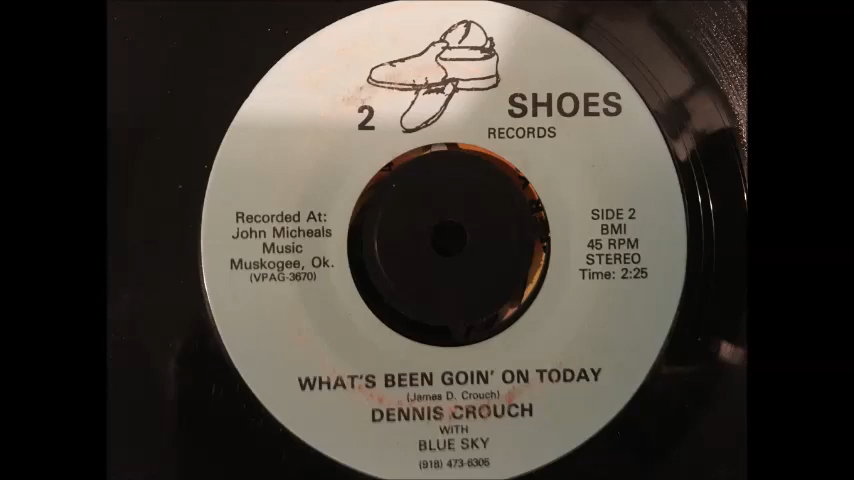 2 SHOES
RECORDS
Recorded At:
John Micheals
Music
Muskogee, Ok.
(VPAG-3670)
SIDE 2
BMI
45 RPM
STEREO
Time: 2:25
WHAT'S BEEN GOIN' ON TODAY
(James D. Crouch)
DENNIS CROUCH
WITH
BLUE SKY
(918) 473-6306